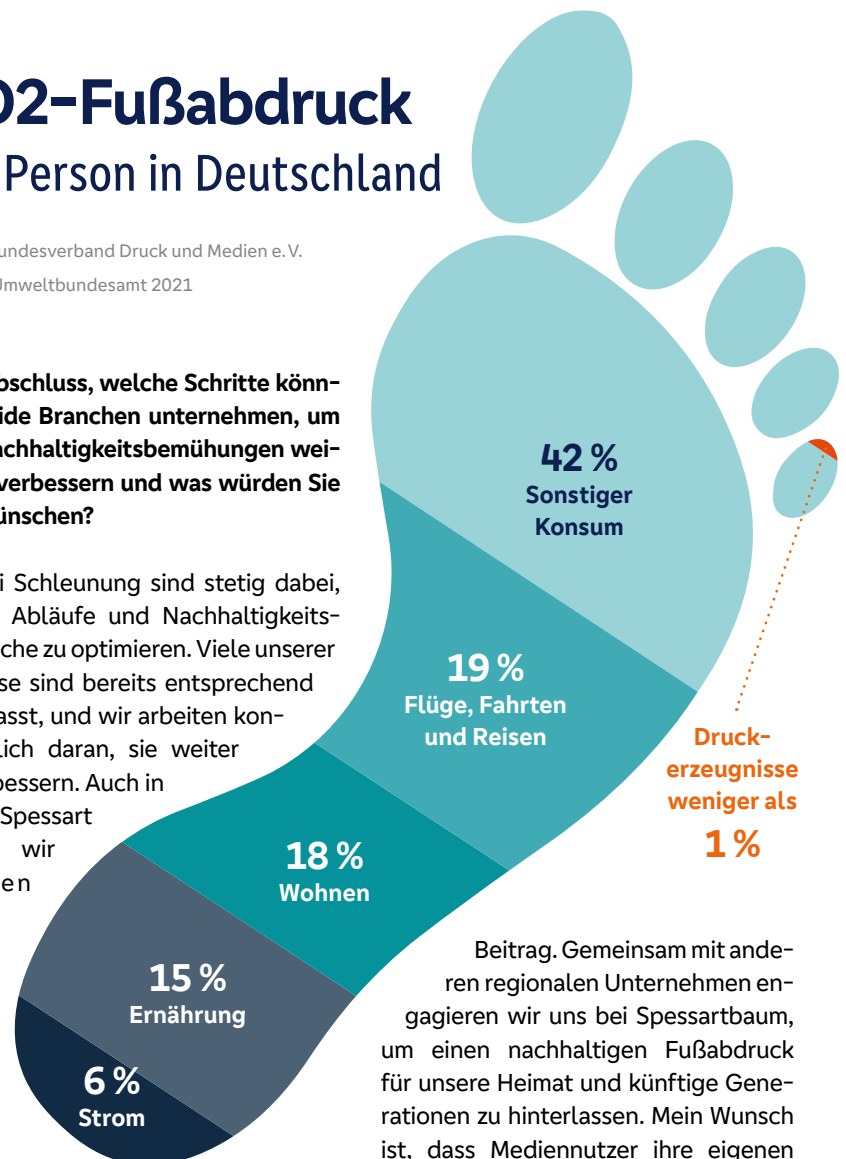 O2-Fußabdruck
Person in Deutschland
undesverband Druck und Medien e.V.
Umweltbundesamt 2021
bschluss, welche Schritte könn-
ide Branchen unternehmen, um
achhaltigkeitsbemühungen wei-
verbessern und was würden Sie
ünschen?
i Schleunung sind stetig dabei,
Abläufe und Nachhaltigkeits-
che zu optimieren. Viele unserer
se sind bereits entsprechend
asst, und wir arbeiten kon-
lich daran, sie weiter
bessern. Auch in
Spessart
wir
en
42 %
Sonstiger
Konsum
19 %
Flüge, Fahrten
und Reisen
18 %
Wohnen
15 %
Ernährung
6 %
Strom
Druck-
erzeugnisse
weniger als
1 %
Beitrag. Gemeinsam mit ande-
ren regionalen Unternehmen en-
gagieren wir uns bei Spessartbaum,
um einen nachhaltigen Fußabdruck
für unsere Heimat und künftige Gene-
rationen zu hinterlassen. Mein Wunsch
ist, dass Mediennutzer ihre eigenen